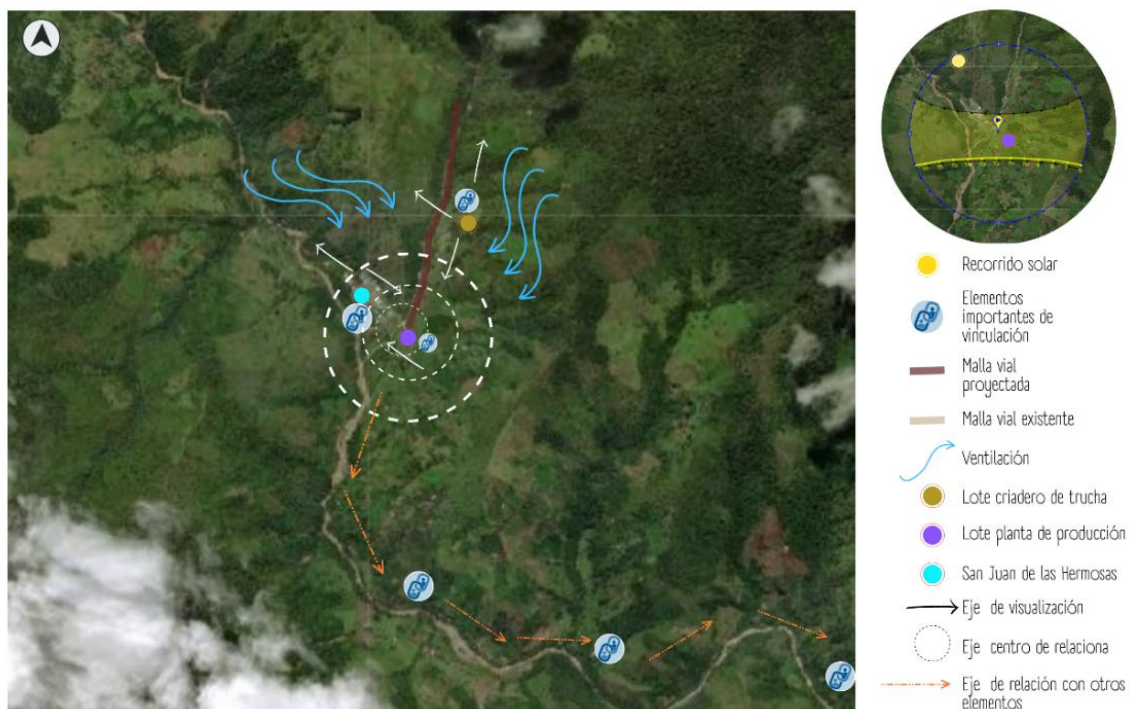 Recorrido solar
Elementos
importantes de
vinculación
Malla vial
proyectada
Malla vial existente
Ventilación
Lote criadero de trucha
Lote planta de producción
San Juan de las Hermosas
Eje de visualización
Eje centro de relaciona
Eje de relación con otros
elementos